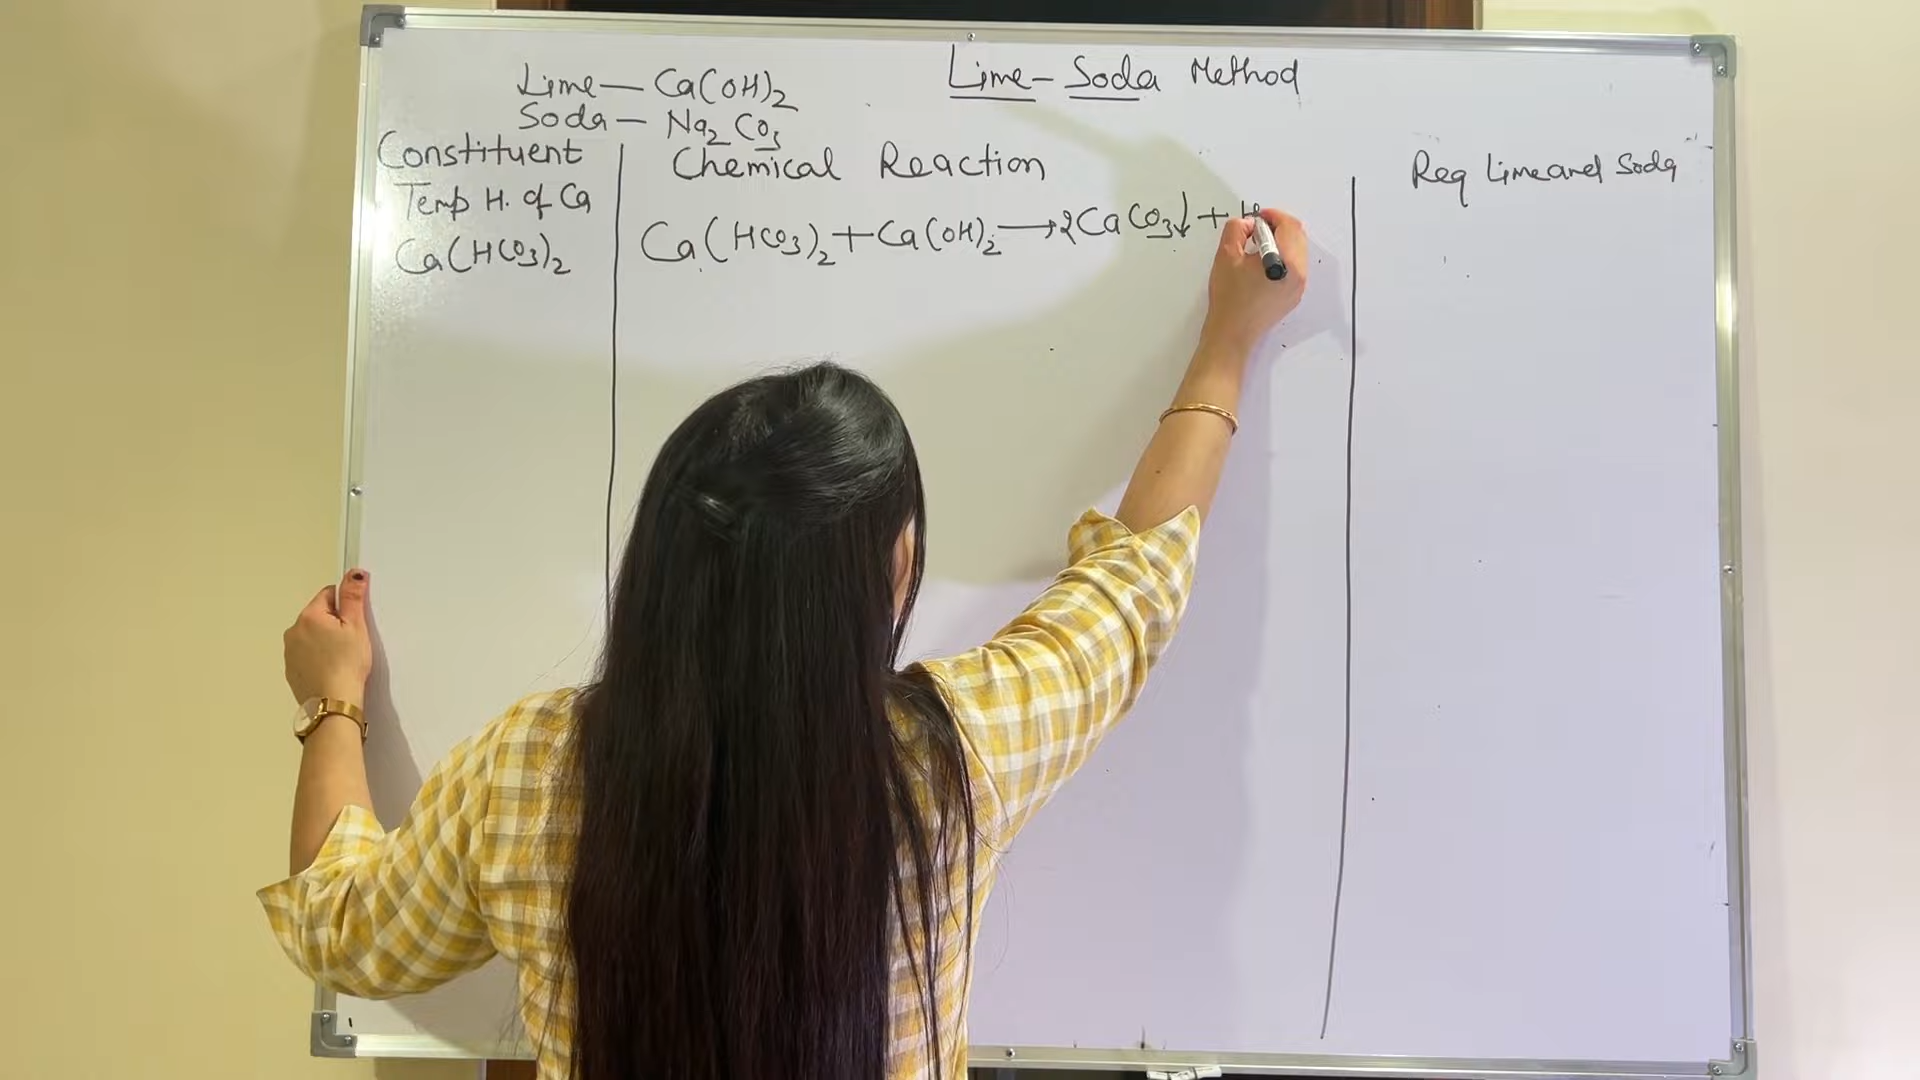 Lime-Soda Method
Lime— Ca(OH)2
Soda— Na2CO3
Constituent
Chemical Reaction
Req Lime and Soda
Temp H. of Ca
Ca(HCO3)2
Ca(HCO3)2+Ca(OH)2→2CaCO3↓+H